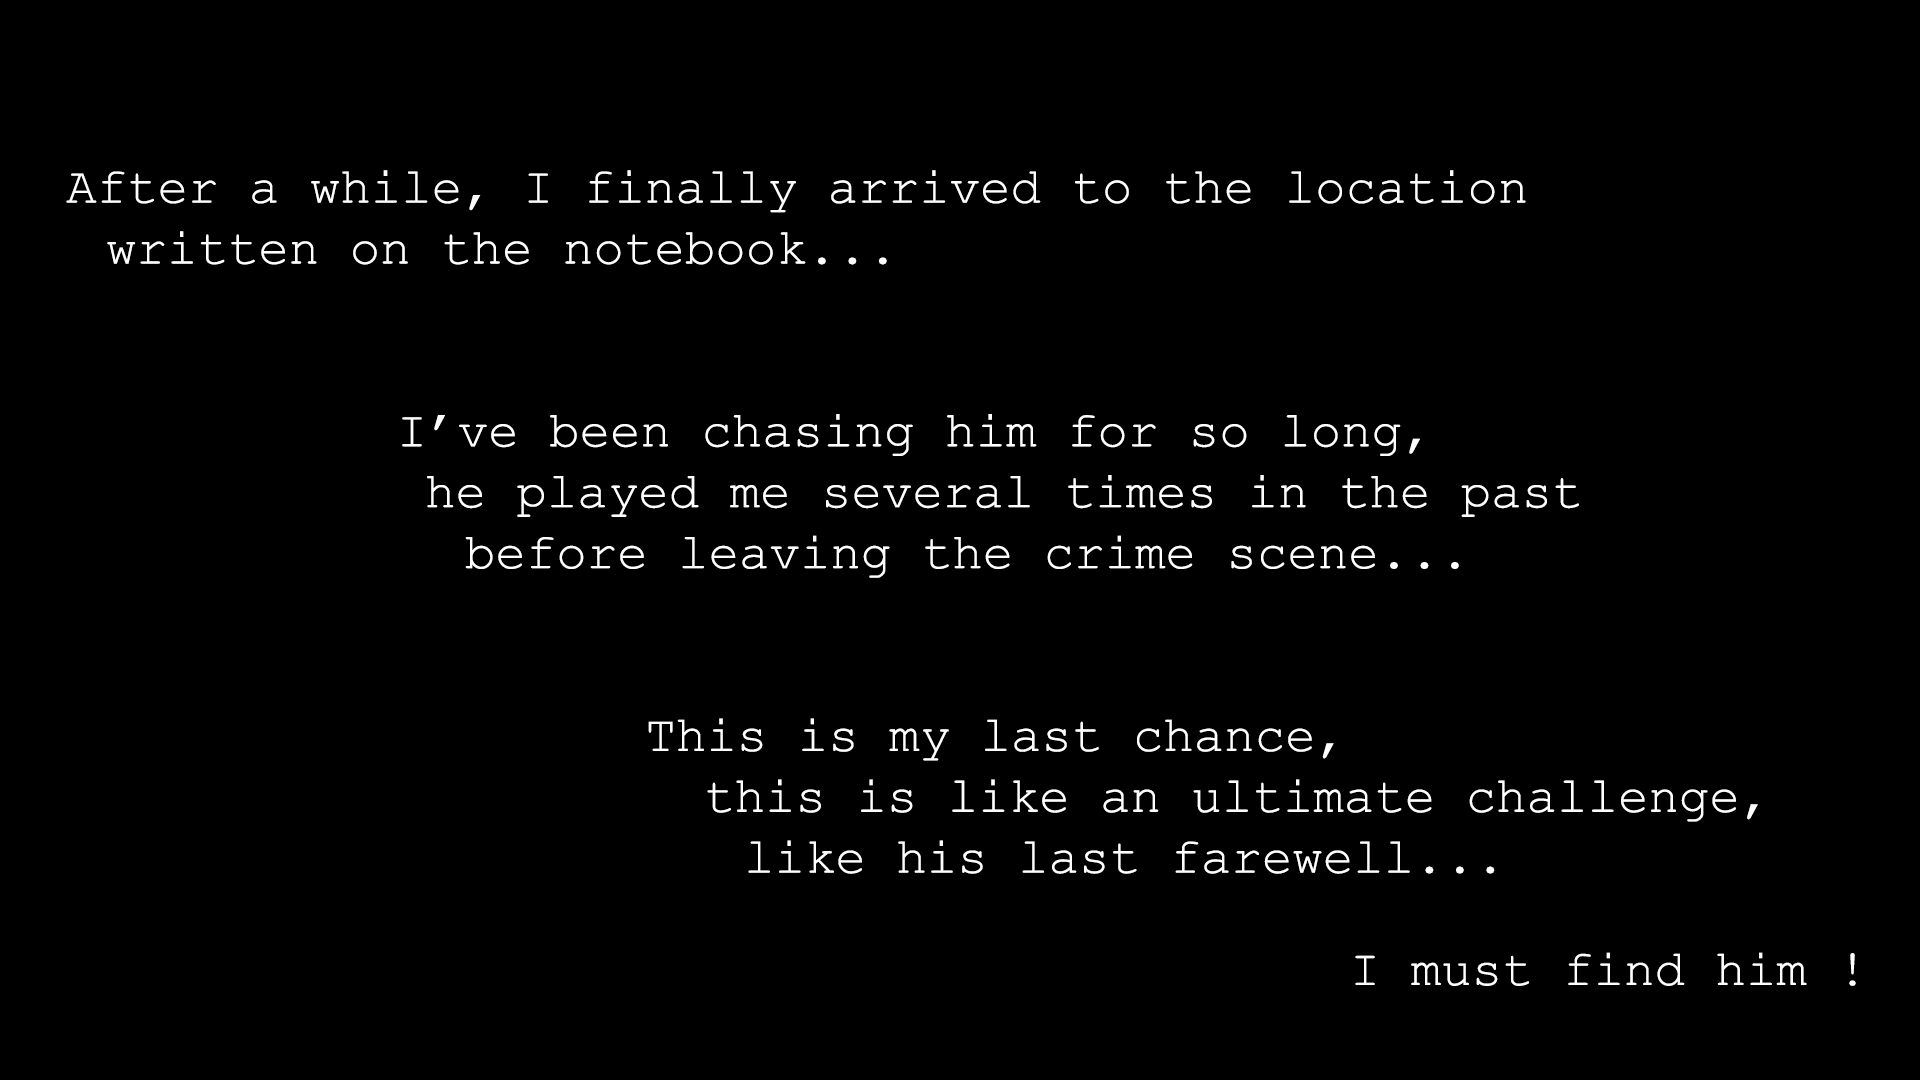 After a while, I finally arrived to the location
written on the notebook...
I’ve been chasing him for so long,
he played me several times in the past
before leaving the crime scene...
This is my last chance,
this is like an ultimate challenge,
like his last farewell...
I must find him !